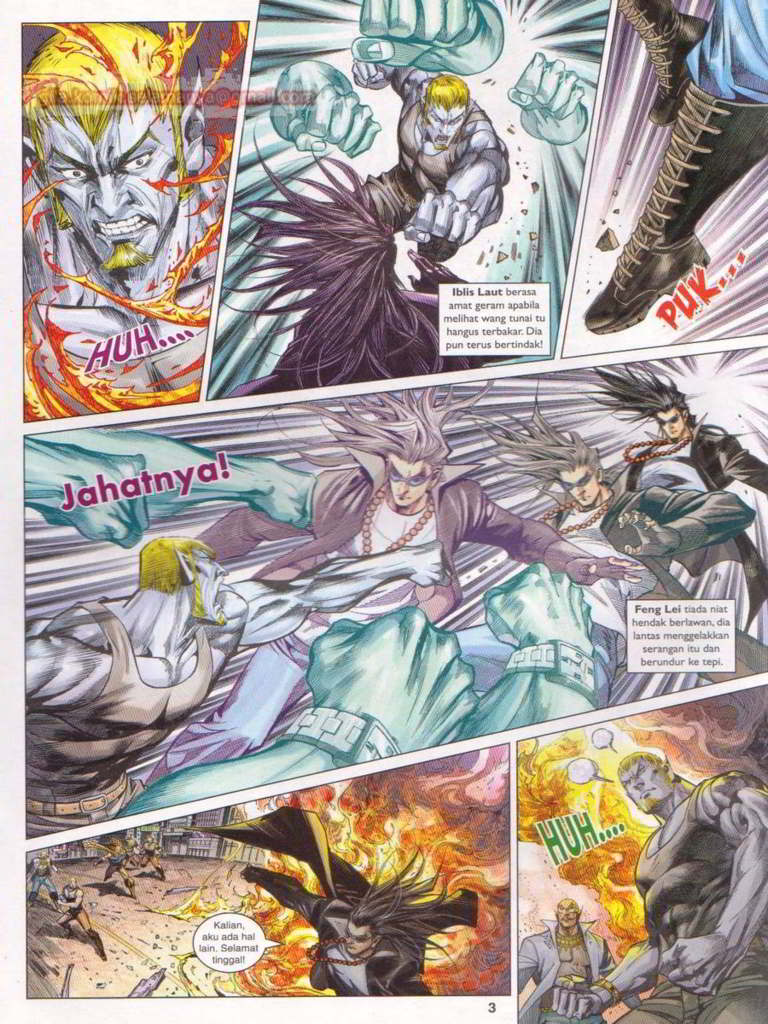 HUH....
Iblis Laut berasa
amat geram apabila
melihat wang tunai tu
hangus terbakar. Dia
pun terus bertindak!
PUK...
Jahatnya!
Feng Lei tiada niat
hendak berlawan, dia
lantas menggelakkan
serangan itu dan
berundur ke tepi.
Kalian,
aku ada hal
lain. Selamat
tinggal!
HUH....
3